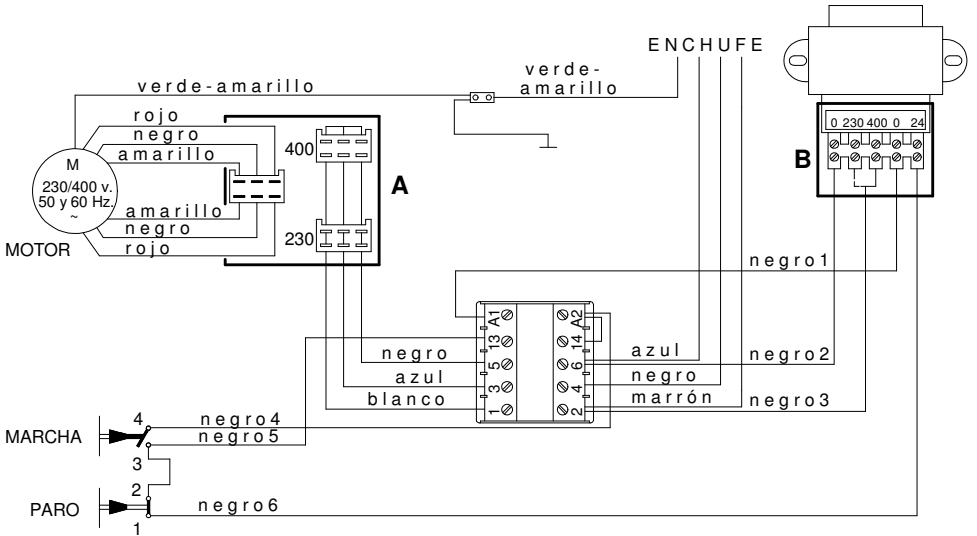 ENCHUFE
verde-amarillo
verde-
amarillo
rojo
negro
amarillo
M
230/400 v.
50 y 60 Hz.
~
amarillo
negro
rojo
MOTOR
400
230
A
0 230 400 0 24
B
negro1
A1
13
5
3
1
A2
14
6
4
2
negro
azul
blanco
azul
negro
marrón
negro2
negro3
MARCHA
4
3
negro4
negro5
PARO
2
1
negro6